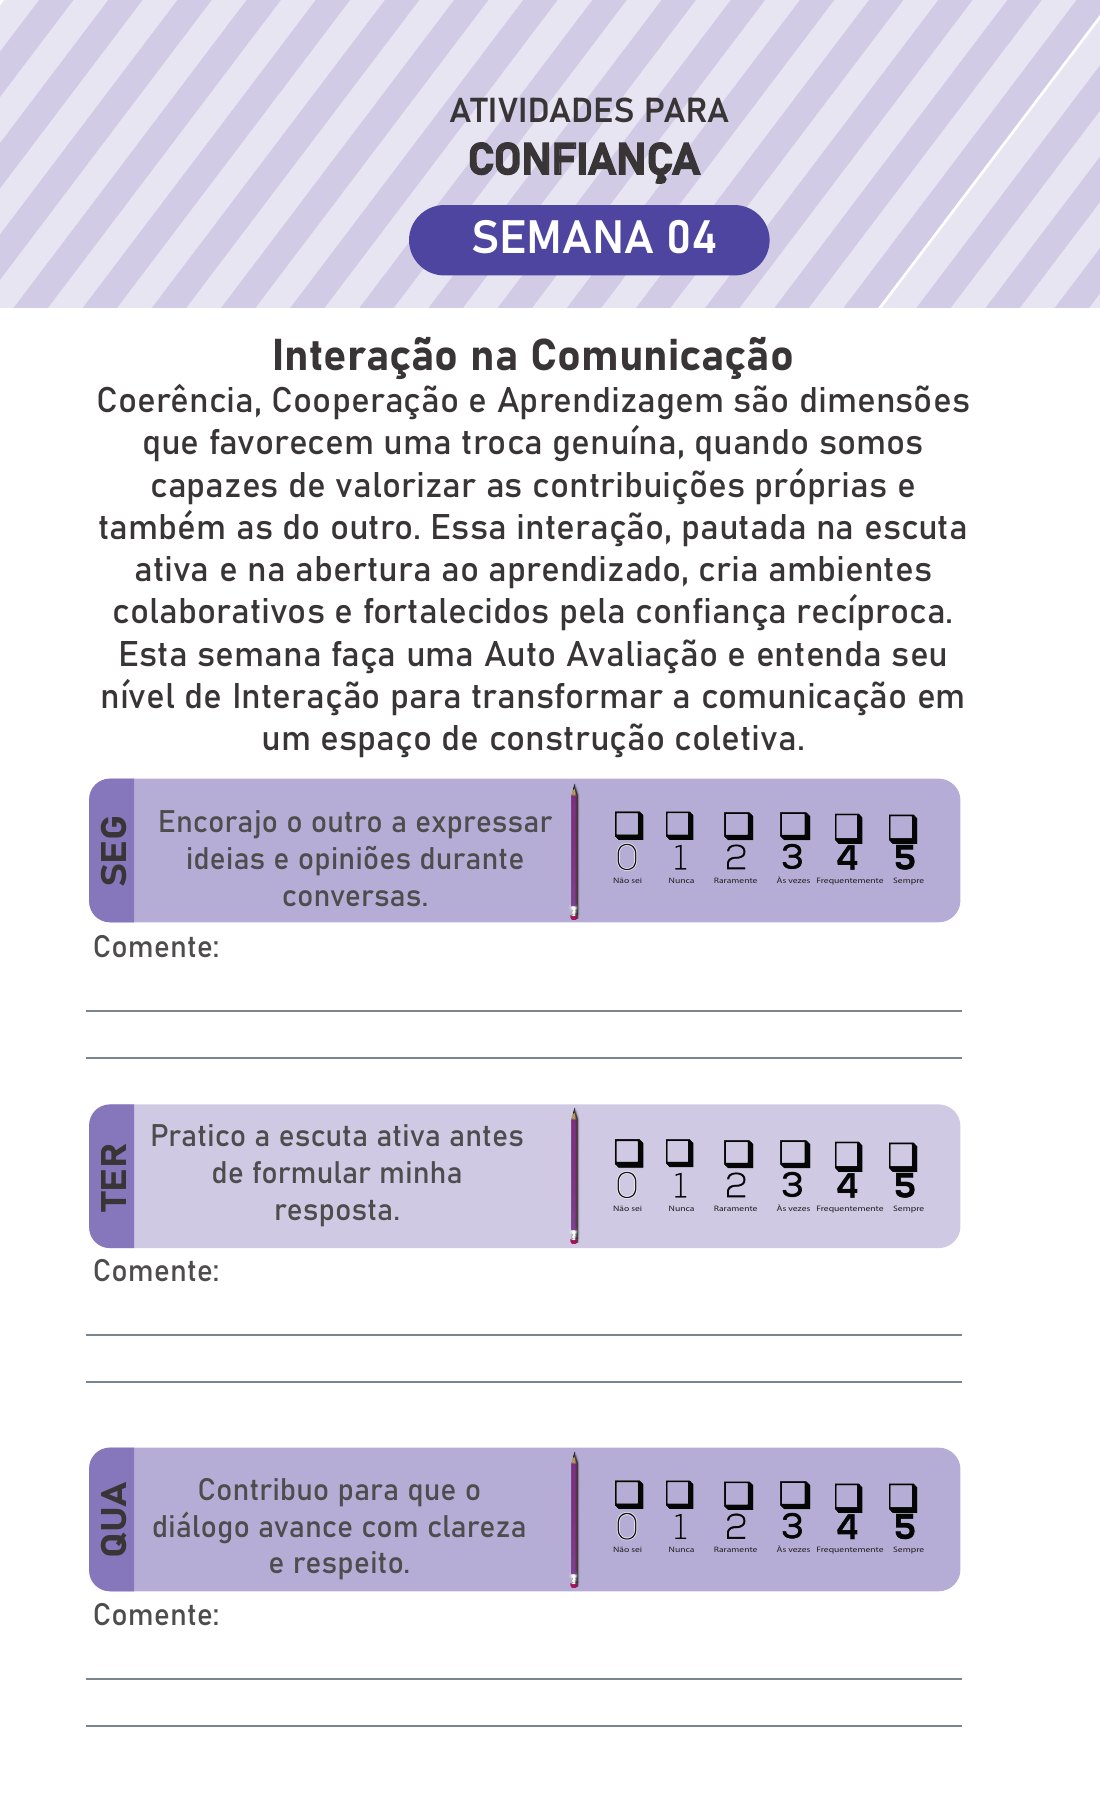 ATIVIDADES PARA
CONFIANÇA
SEMANA 04
Interação na Comunicação
Coerência, Cooperação e Aprendizagem são dimensões
que favorecem uma troca genuína, quando somos
capazes de valorizar as contribuições próprias e
também as do outro. Essa interação, pautada na escuta
ativa e na abertura ao aprendizado, cria ambientes
colaborativos e fortalecidos pela confiança recíproca.
Esta semana faça uma Auto Avaliação e entenda seu
nível de Interação para transformar a comunicação em
um espaço de construção coletiva.
SEG
Encorajo o outro a expressar
ideias e opiniões durante
conversas.
0 1 2 3 4 5
Não sei Nunca Raramente Às vezes Frequentemente Sempre
Comente:
TER
Pratico a escuta ativa antes
de formular minha
resposta.
0 1 2 3 4 5
Não sei Nunca Raramente Às vezes Frequentemente Sempre
Comente:
QUA
Contribuo para que o
diálogo avance com clareza
e respeito.
0 1 2 3 4 5
Não sei Nunca Raramente Às vezes Frequentemente Sempre
Comente: